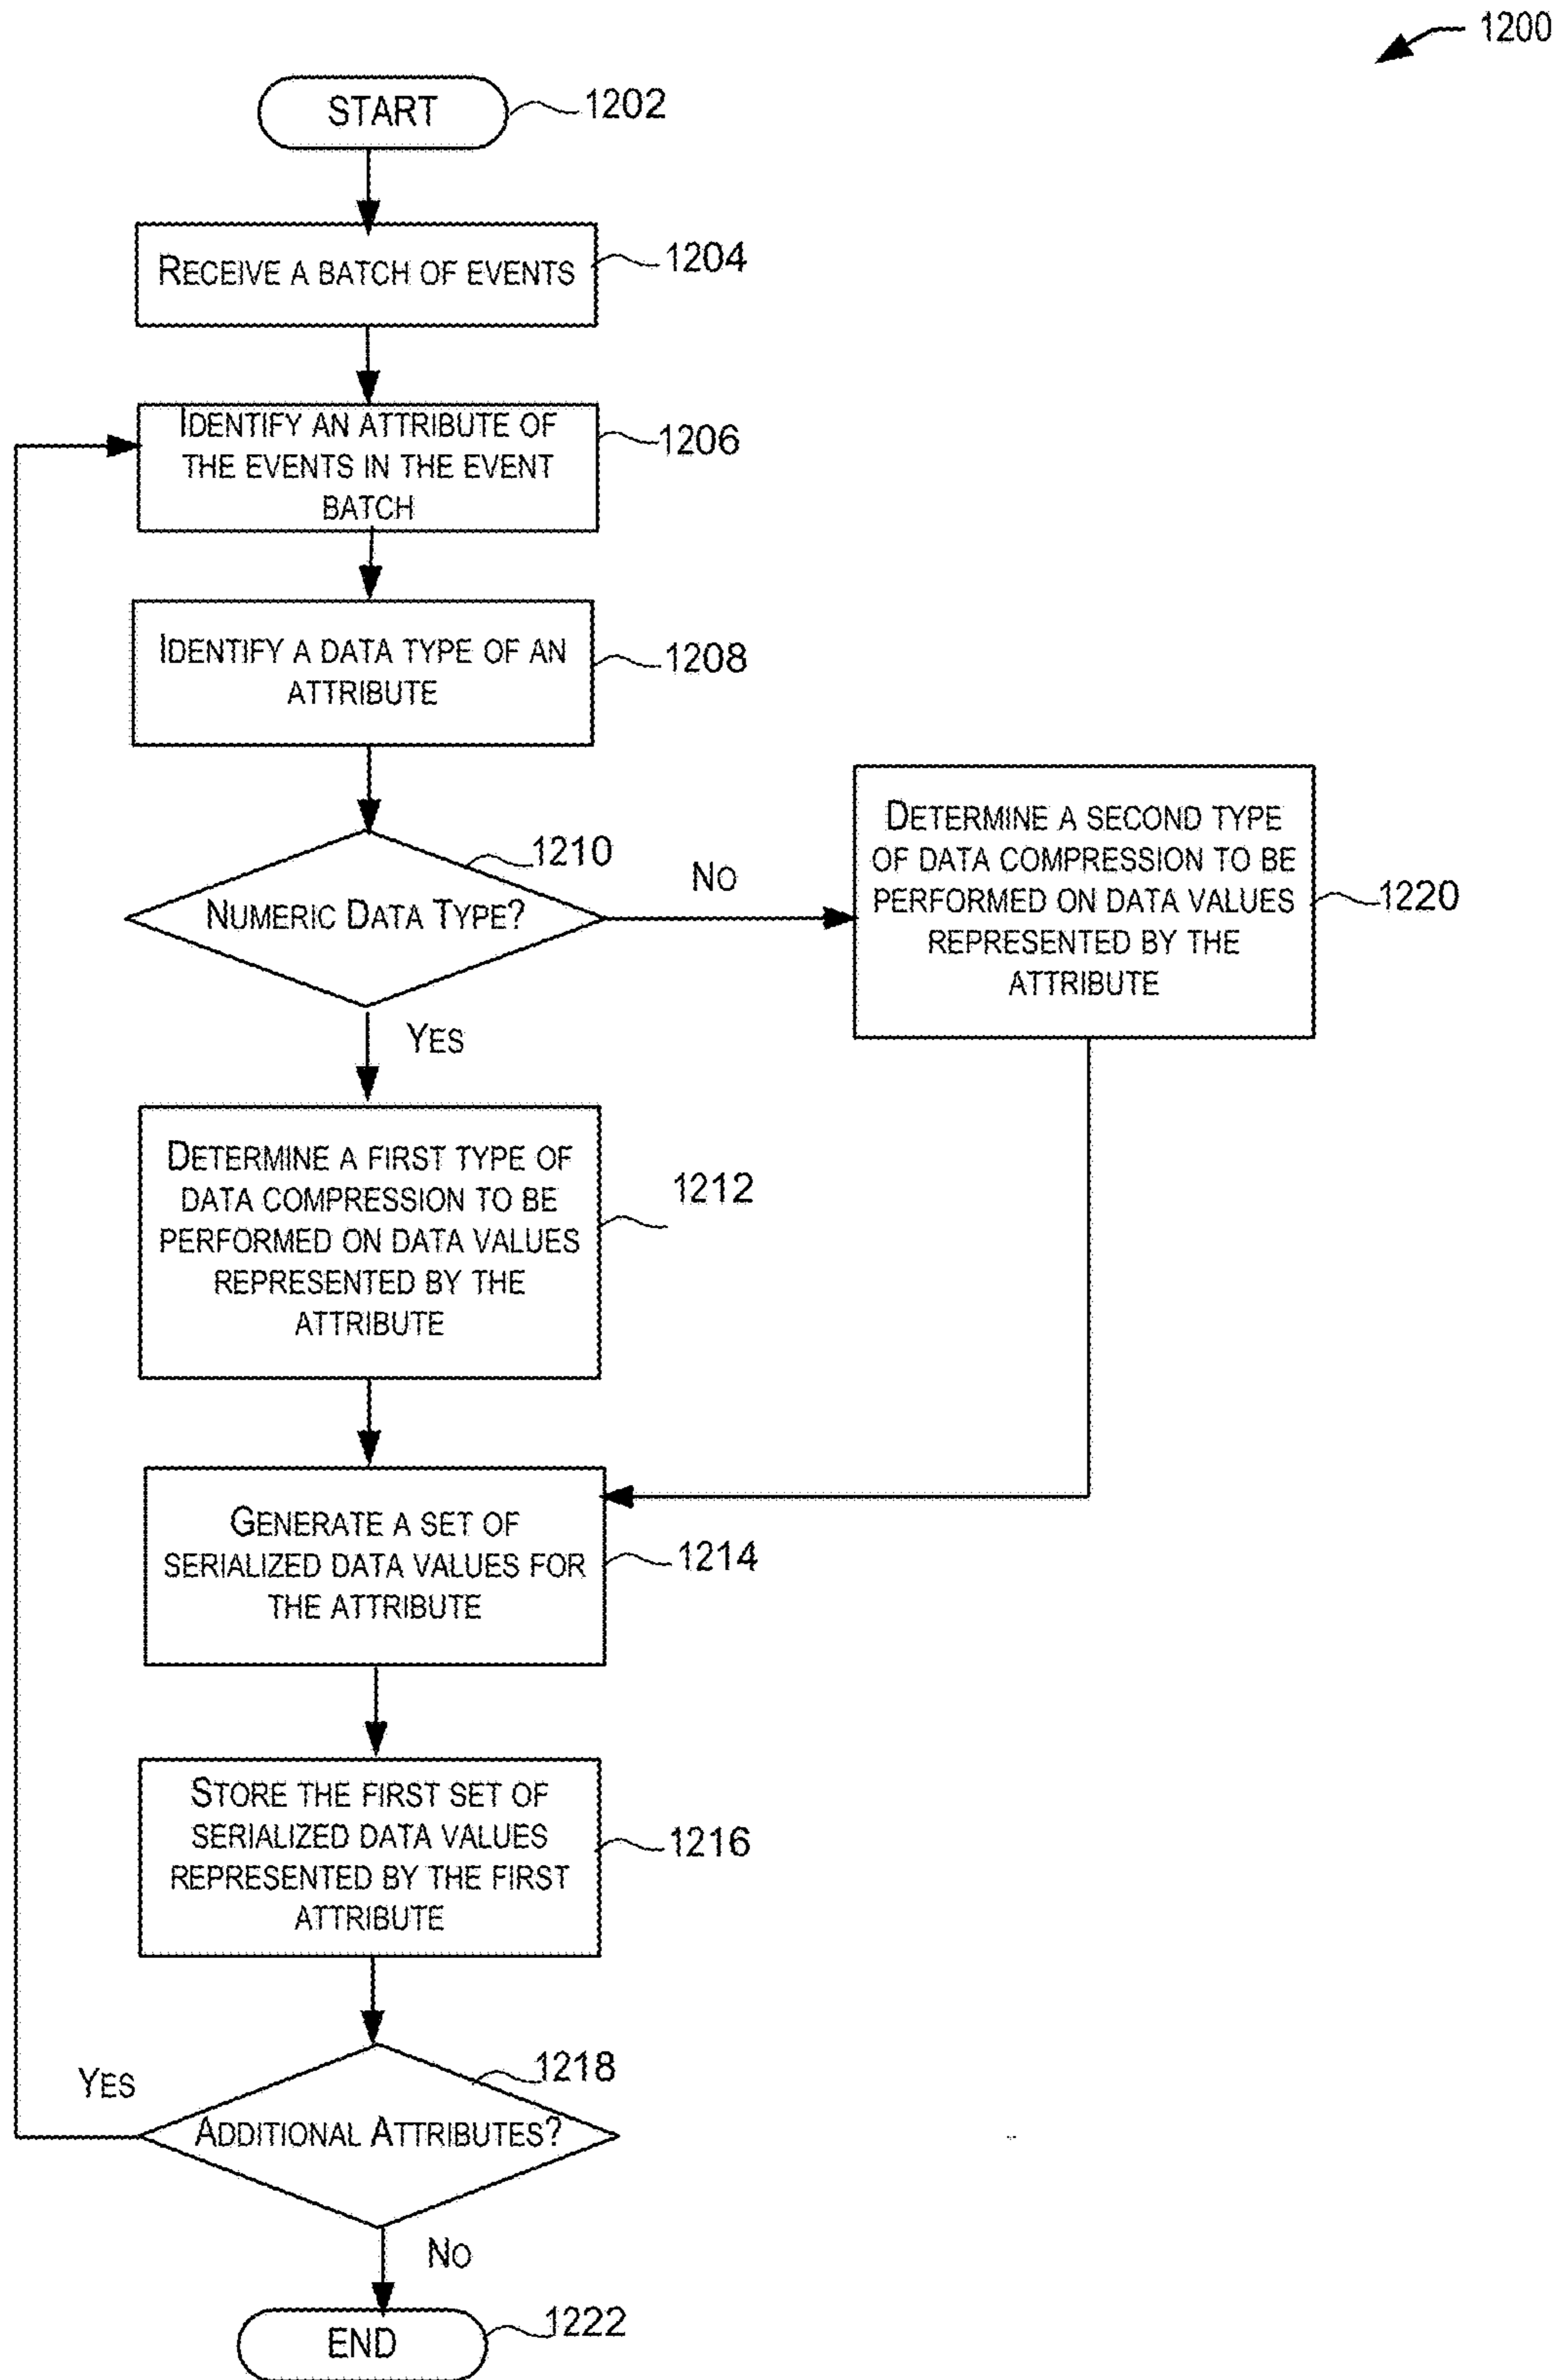 1200
START
1202
RECEIVE A BATCH OF EVENTS
1204
IDENTIFY AN ATTRIBUTE OF
THE EVENTS IN THE EVENT
BATCH
1206
IDENTIFY A DATA TYPE OF AN
ATTRIBUTE
1208
NUMERIC DATA TYPE?
1210
NO
YES
DETERMINE A SECOND TYPE
OF DATA COMPRESSION TO BE
PERFORMED ON DATA VALUES
REPRESENTED BY THE
ATTRIBUTE
1220
DETERMINE A FIRST TYPE OF
DATA COMPRESSION TO BE
PERFORMED ON DATA VALUES
REPRESENTED BY THE
ATTRIBUTE
1212
GENERATE A SET OF
SERIALIZED DATA VALUES FOR
THE ATTRIBUTE
1214
STORE THE FIRST SET OF
SERIALIZED DATA VALUES
REPRESENTED BY THE FIRST
ATTRIBUTE
1216
ADDITIONAL ATTRIBUTES?
1218
YES
NO
END
1222